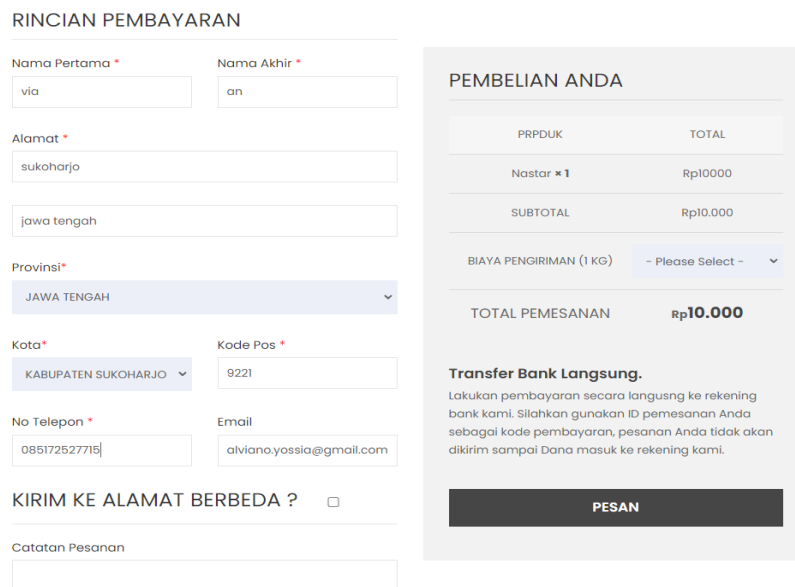 RINCIAN PEMBAYARAN
Nama Pertama * Nama Akhir *
via an
Alamat *
sukoharjo
jawa tengah
Provinsi*
JAWA TENGAH
Kota* Kode Pos *
KABUPATEN SUKOHARJO 9221
No Telepon * Email
085172527715 alviano.yossia@gmail.com
KIRIM KE ALAMAT BERBEDA ?
Catatan Pesanan
PEMBELIAN ANDA
PRPDUK TOTAL
Nastar × 1 Rp10000
SUBTOTAL Rp10.000
BIAYA PENGIRIMAN (1 KG) - Please Select -
TOTAL PEMESANAN Rp10.000
Transfer Bank Langsung.
Lakukan pembayaran secara langusng ke rekening
bank kami. Silahkan gunakan ID pemesanan Anda
sebagai kode pembayaran, pesanan Anda tidak akan
dikirim sampai Dana masuk ke rekening kami.
PESAN